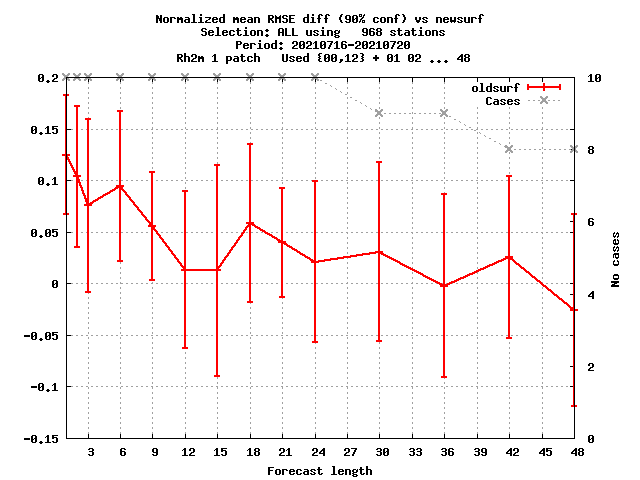 Normalized mean RMSE diff (90% conf) vs newsurf
Selection: ALL using   968 stations
Period: 20210716-20210720
Rh2m 1 patch   Used {00,12} + 01 02 ... 48
oldsurf
Cases
0.2
0.15
0.1
0.05
0
-0.05
-0.1
-0.15
10
8
6
4
2
0
No cases
3 6 9 12 15 18 21 24 27 30 33 36 39 42 45 48
Forecast length